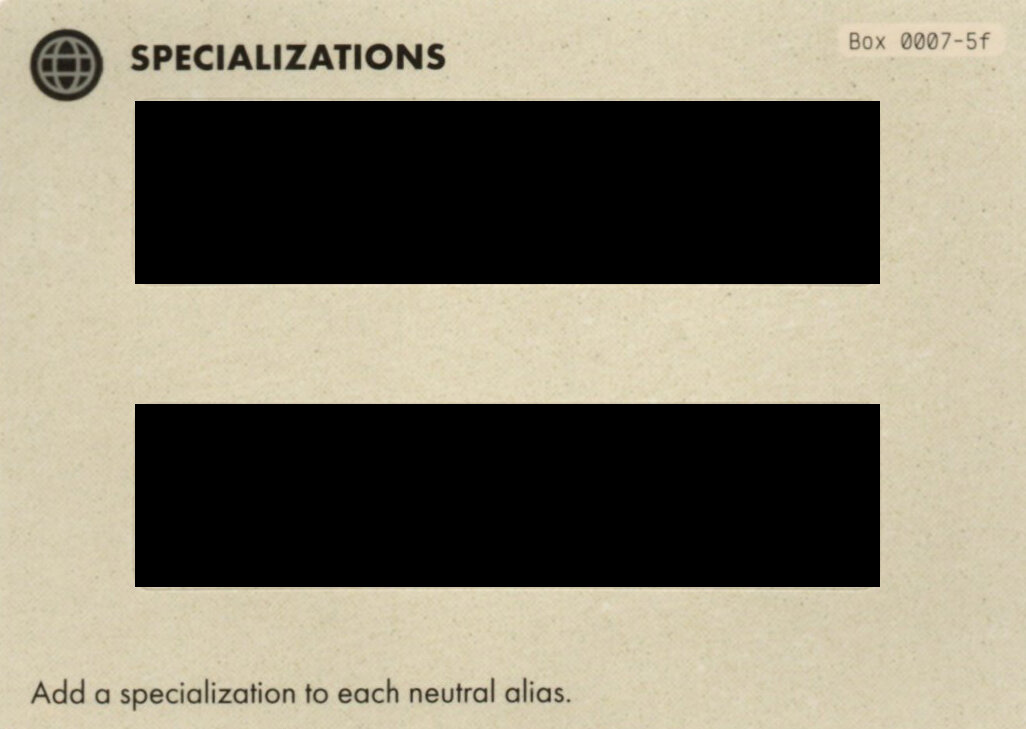 SPECIALIZATIONS
Box 0007-5f
Add a specialization to each neutral alias.